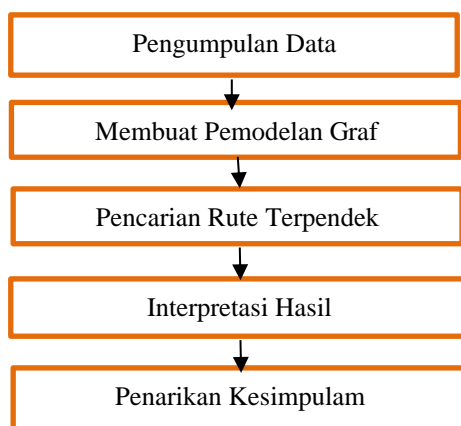 Pengumpulan Data
Membuat Pemodelan Graf
Pencarian Rute Terpendek
Interpretasi Hasil
Penarikan Kesimpulam